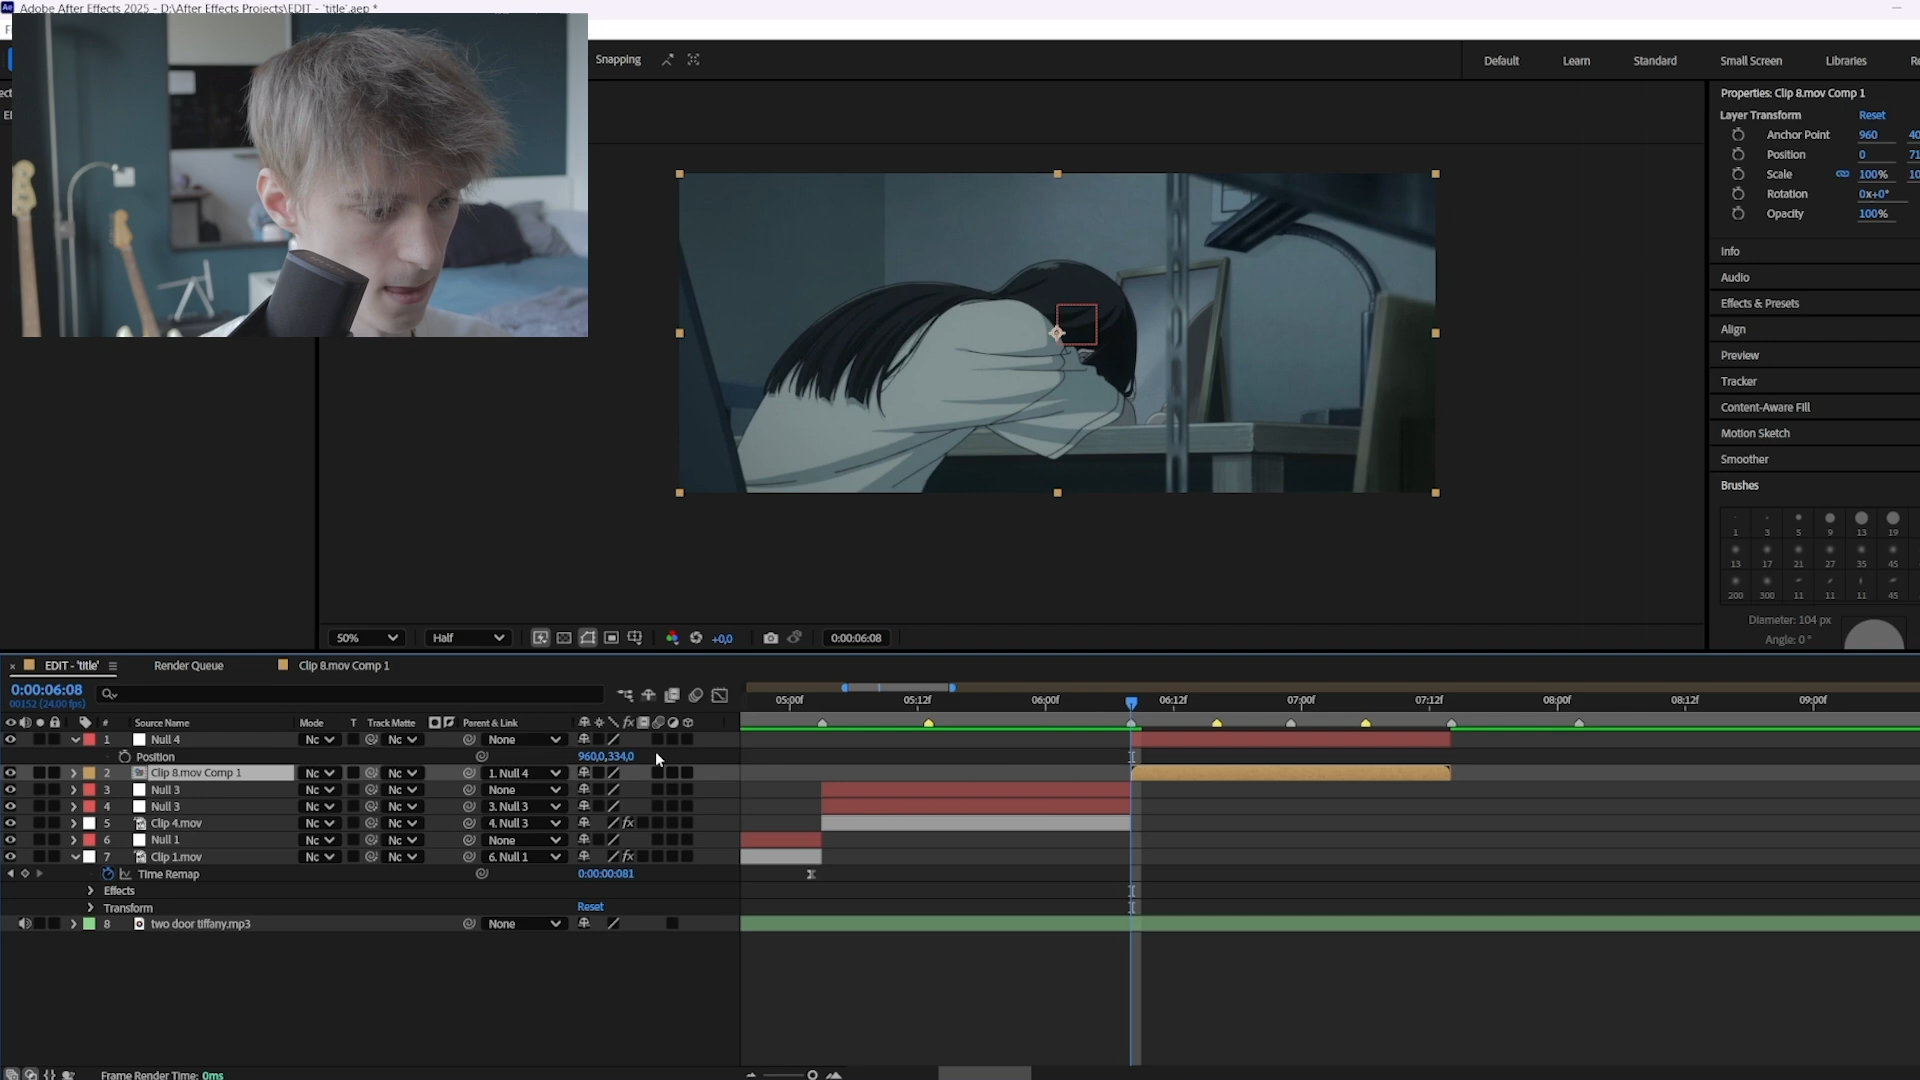 Adobe After Effects 2025 - D:\After Effects Projects\EDIT - 'title'.aep *
Snapping
Default Learn Standard Small Screen Libraries
Properties: Clip 8.mov Comp 1
Layer Transform Reset
Anchor Point 960
Position 0
Scale 100%
Rotation 0x+0°
Opacity 100%
Info
Audio
Effects & Presets
Align
Preview
Tracker
Content-Aware Fill
Motion Sketch
Smoother
Brushes
1 3 5 9 13 19
13 17 21 27 35 45
200 300 11 11 11 45
Diameter: 104 px
Angle: 0 °
50% Half +0,0 0:00:06:08
EDIT - 'title' Render Queue Clip 8.mov Comp 1
0:00:06:08
00152 (24.00 fps)
05:00f 05:12f 06:00f 06:12f 07:00f 07:12f 08:00f 08:12f 09:00f
# Source Name Mode T Track Matte Parent & Link fx
1 Null 4 Nc Nc None
Position 960,0,334,0
2 Clip 8.mov Comp 1 Nc Nc 1. Null 4
3 Null 3 Nc Nc None
4 Null 3 Nc Nc 3. Null 3
5 Clip 4.mov Nc Nc 4. Null 3 fx
6 Null 1 Nc Nc None
7 Clip 1.mov Nc Nc 6. Null 1 fx
Time Remap 0:00:00:081
Effects
Transform Reset
8 two door tiffany.mp3 None
Frame Render Time: 0ms